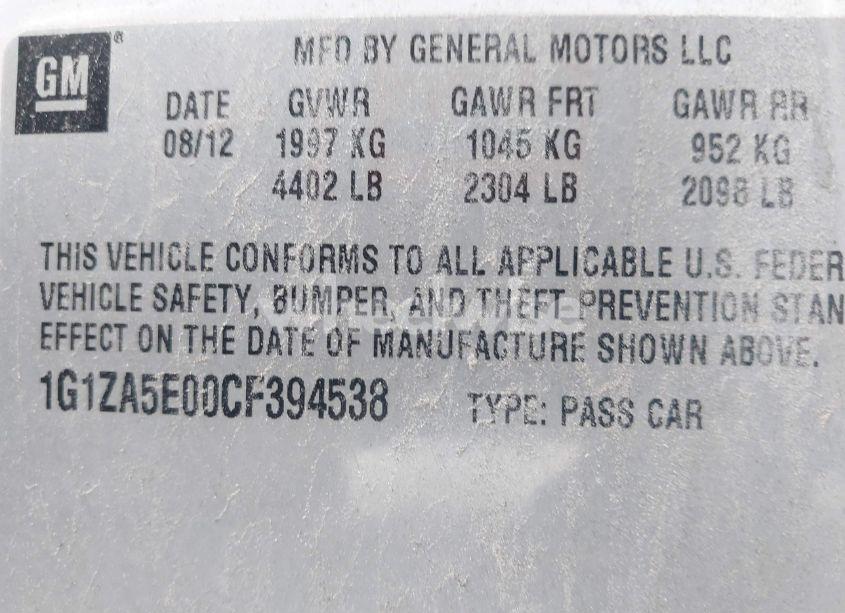 GM ® MFD BY GENERAL MOTORS LLC
DATE GVWR GAWR FRT GAWR RR
08/12 1997 KG 1045 KG 952 KG
4402 LB 2304 LB 2098 LB
THIS VEHICLE CONFORMS TO ALL APPLICABLE U.S. FEDER
VEHICLE SAFETY, BUMPER, AND THEFT PREVENTION STAN
EFFECT ON THE DATE OF MANUFACTURE SHOWN ABOVE.
1G1ZA5E00CF394538 TYPE: PASS CAR